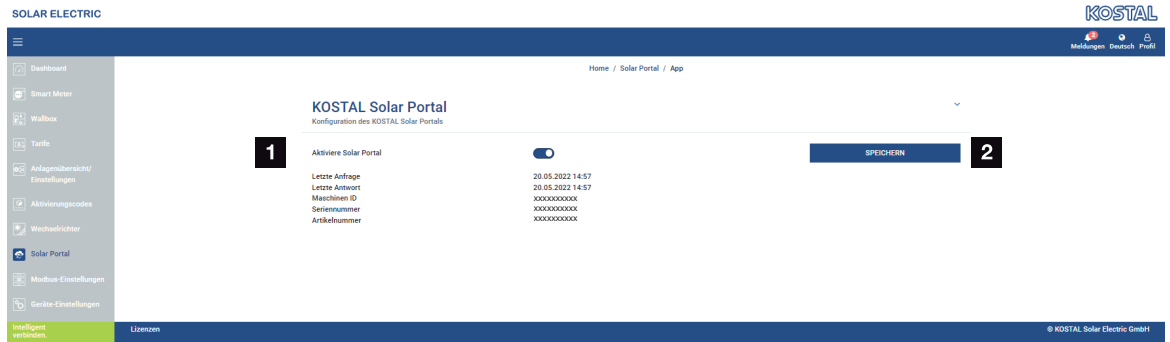 SOLAR ELECTRIC
KOSTAL
3
Meldungen Deutsch Profil
Dashboard
Smart Meter
Wallbox
Tarife
Anlagenübersicht/
Einstellungen
Aktivierungscodes
Wechselrichter
Solar Portal
Modbus-Einstellungen
Geräte-Einstellungen
Intelligent
verbinden.
Home / Solar Portal / App
KOSTAL Solar Portal
Konfiguration des KOSTAL Solar Portals
1
Aktiviere Solar Portal
SPEICHERN
2
Letzte Anfrage 20.05.2022 14:57
Letzte Antwort 20.05.2022 14:57
Maschinen ID xxxxxxxxxx
Seriennummer xxxxxxxxxx
Artikelnummer xxxxxxxxxx
Lizenzen
© KOSTAL Solar Electric GmbH